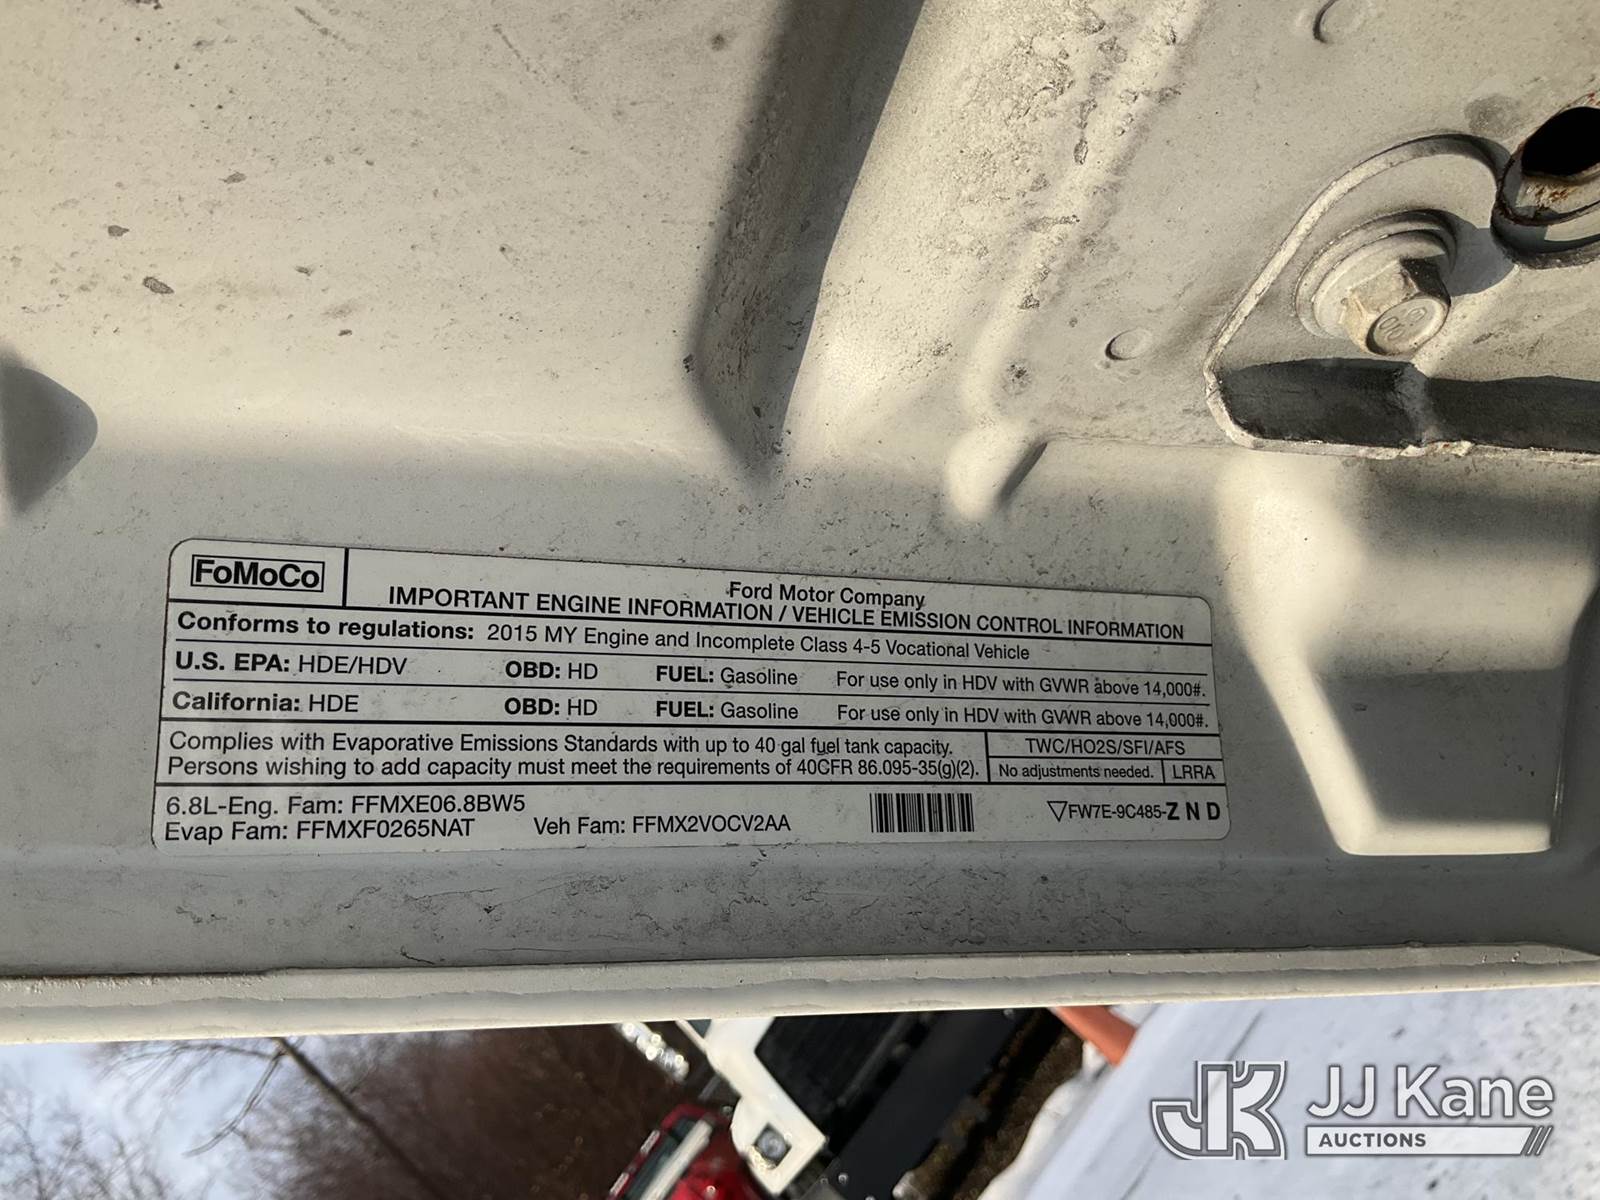 FoMoCo
Ford Motor Company
IMPORTANT ENGINE INFORMATION / VEHICLE EMISSION CONTROL INFORMATION
Conforms to regulations: 2015 MY Engine and Incomplete Class 4-5 Vocational Vehicle
U.S. EPA: HDE/HDV OBD: HD FUEL: Gasoline For use only in HDV with GVWR above 14,000#.
California: HDE OBD: HD FUEL: Gasoline For use only in HDV with GVWR above 14,000#.
Complies with Evaporative Emissions Standards with up to 40 gal fuel tank capacity.
Persons wishing to add capacity must meet the requirements of 40CFR 86.095-35(g)(2).
TWC/HO2S/SFI/AFS
No adjustments needed. LRRA
6.8L-Eng. Fam: FFMXE06.8BW5
Evap Fam: FFMXF0265NAT Veh Fam: FFMX2VOCV2AA
FW7E-9C485-Z N D
JK JJ Kane
AUCTIONS